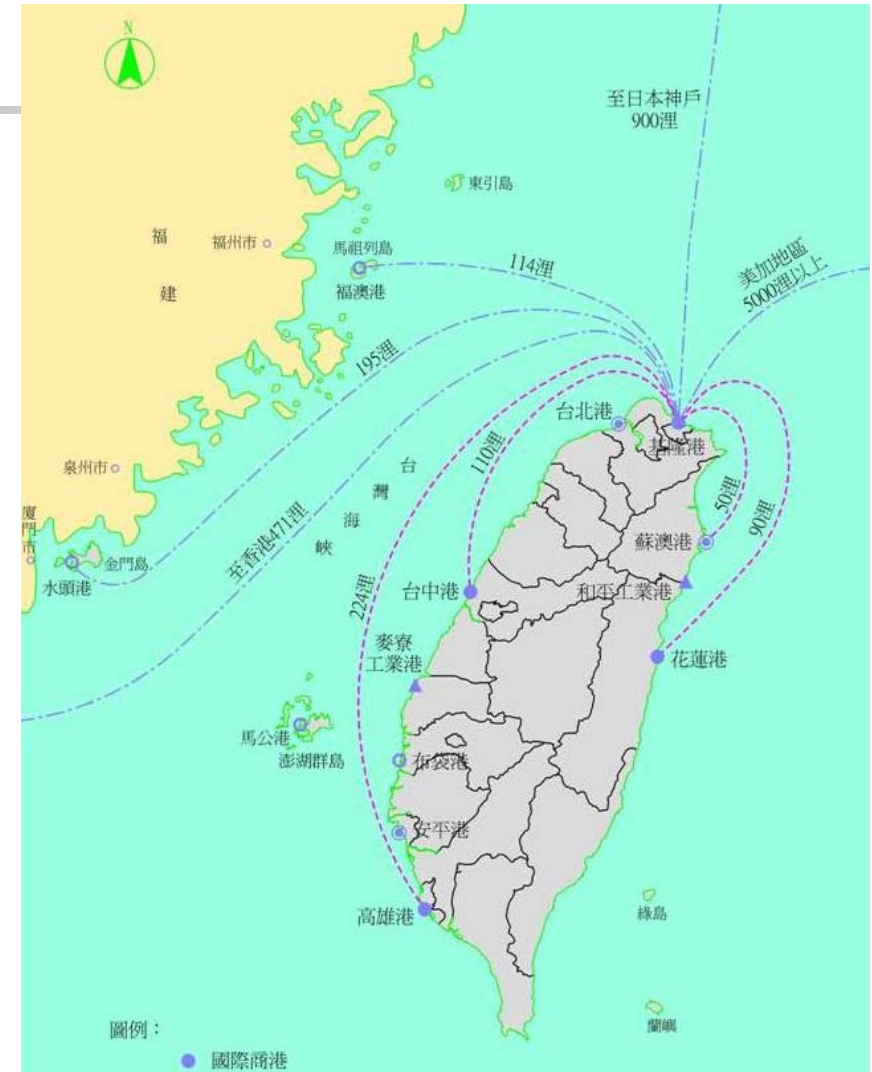 N
至日本神戶
900浬
東引島
福
建
福州市
馬祖列島
福澳港
114浬
美加地區
5000浬以上
195浬
台北港
基隆港
110浬
泉州市
台
灣
海
峽
50浬
90浬
廈
門
市
金門島
水頭港
至香港471浬
蘇澳港
224浬
台中港
和平工業港
麥寮
工業港
花蓮港
馬公港
澎湖群島
布袋港
安平港
高雄港
綠島
蘭嶼
圖例：
國際商港